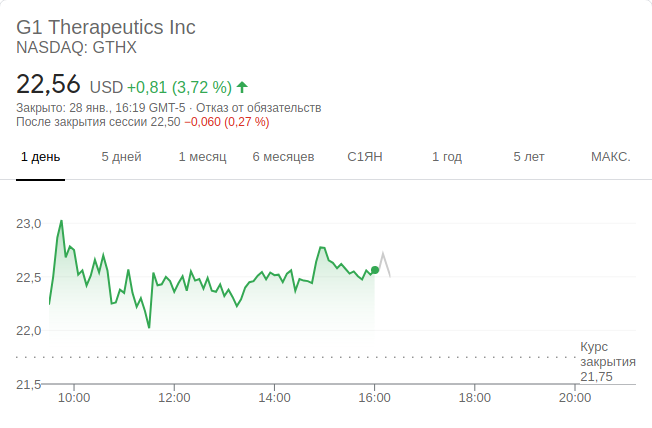 G1 Therapeutics Inc
NASDAQ: GTHX
22,56 USD +0,81 (3,72 %)
Закрыто: 28 янв., 16:19 GMT-5 · Отказ от обязательств
После закрытия сессии 22,50 −0,060 (0,27 %)
1 день 5 дней 1 месяц 6 месяцев С1ЯН 1 год 5 лет МАКС.
23,0
22,5
22,0
Курс
закрытия
21,75
21,5
10:00 12:00 14:00 16:00 18:00 20:00